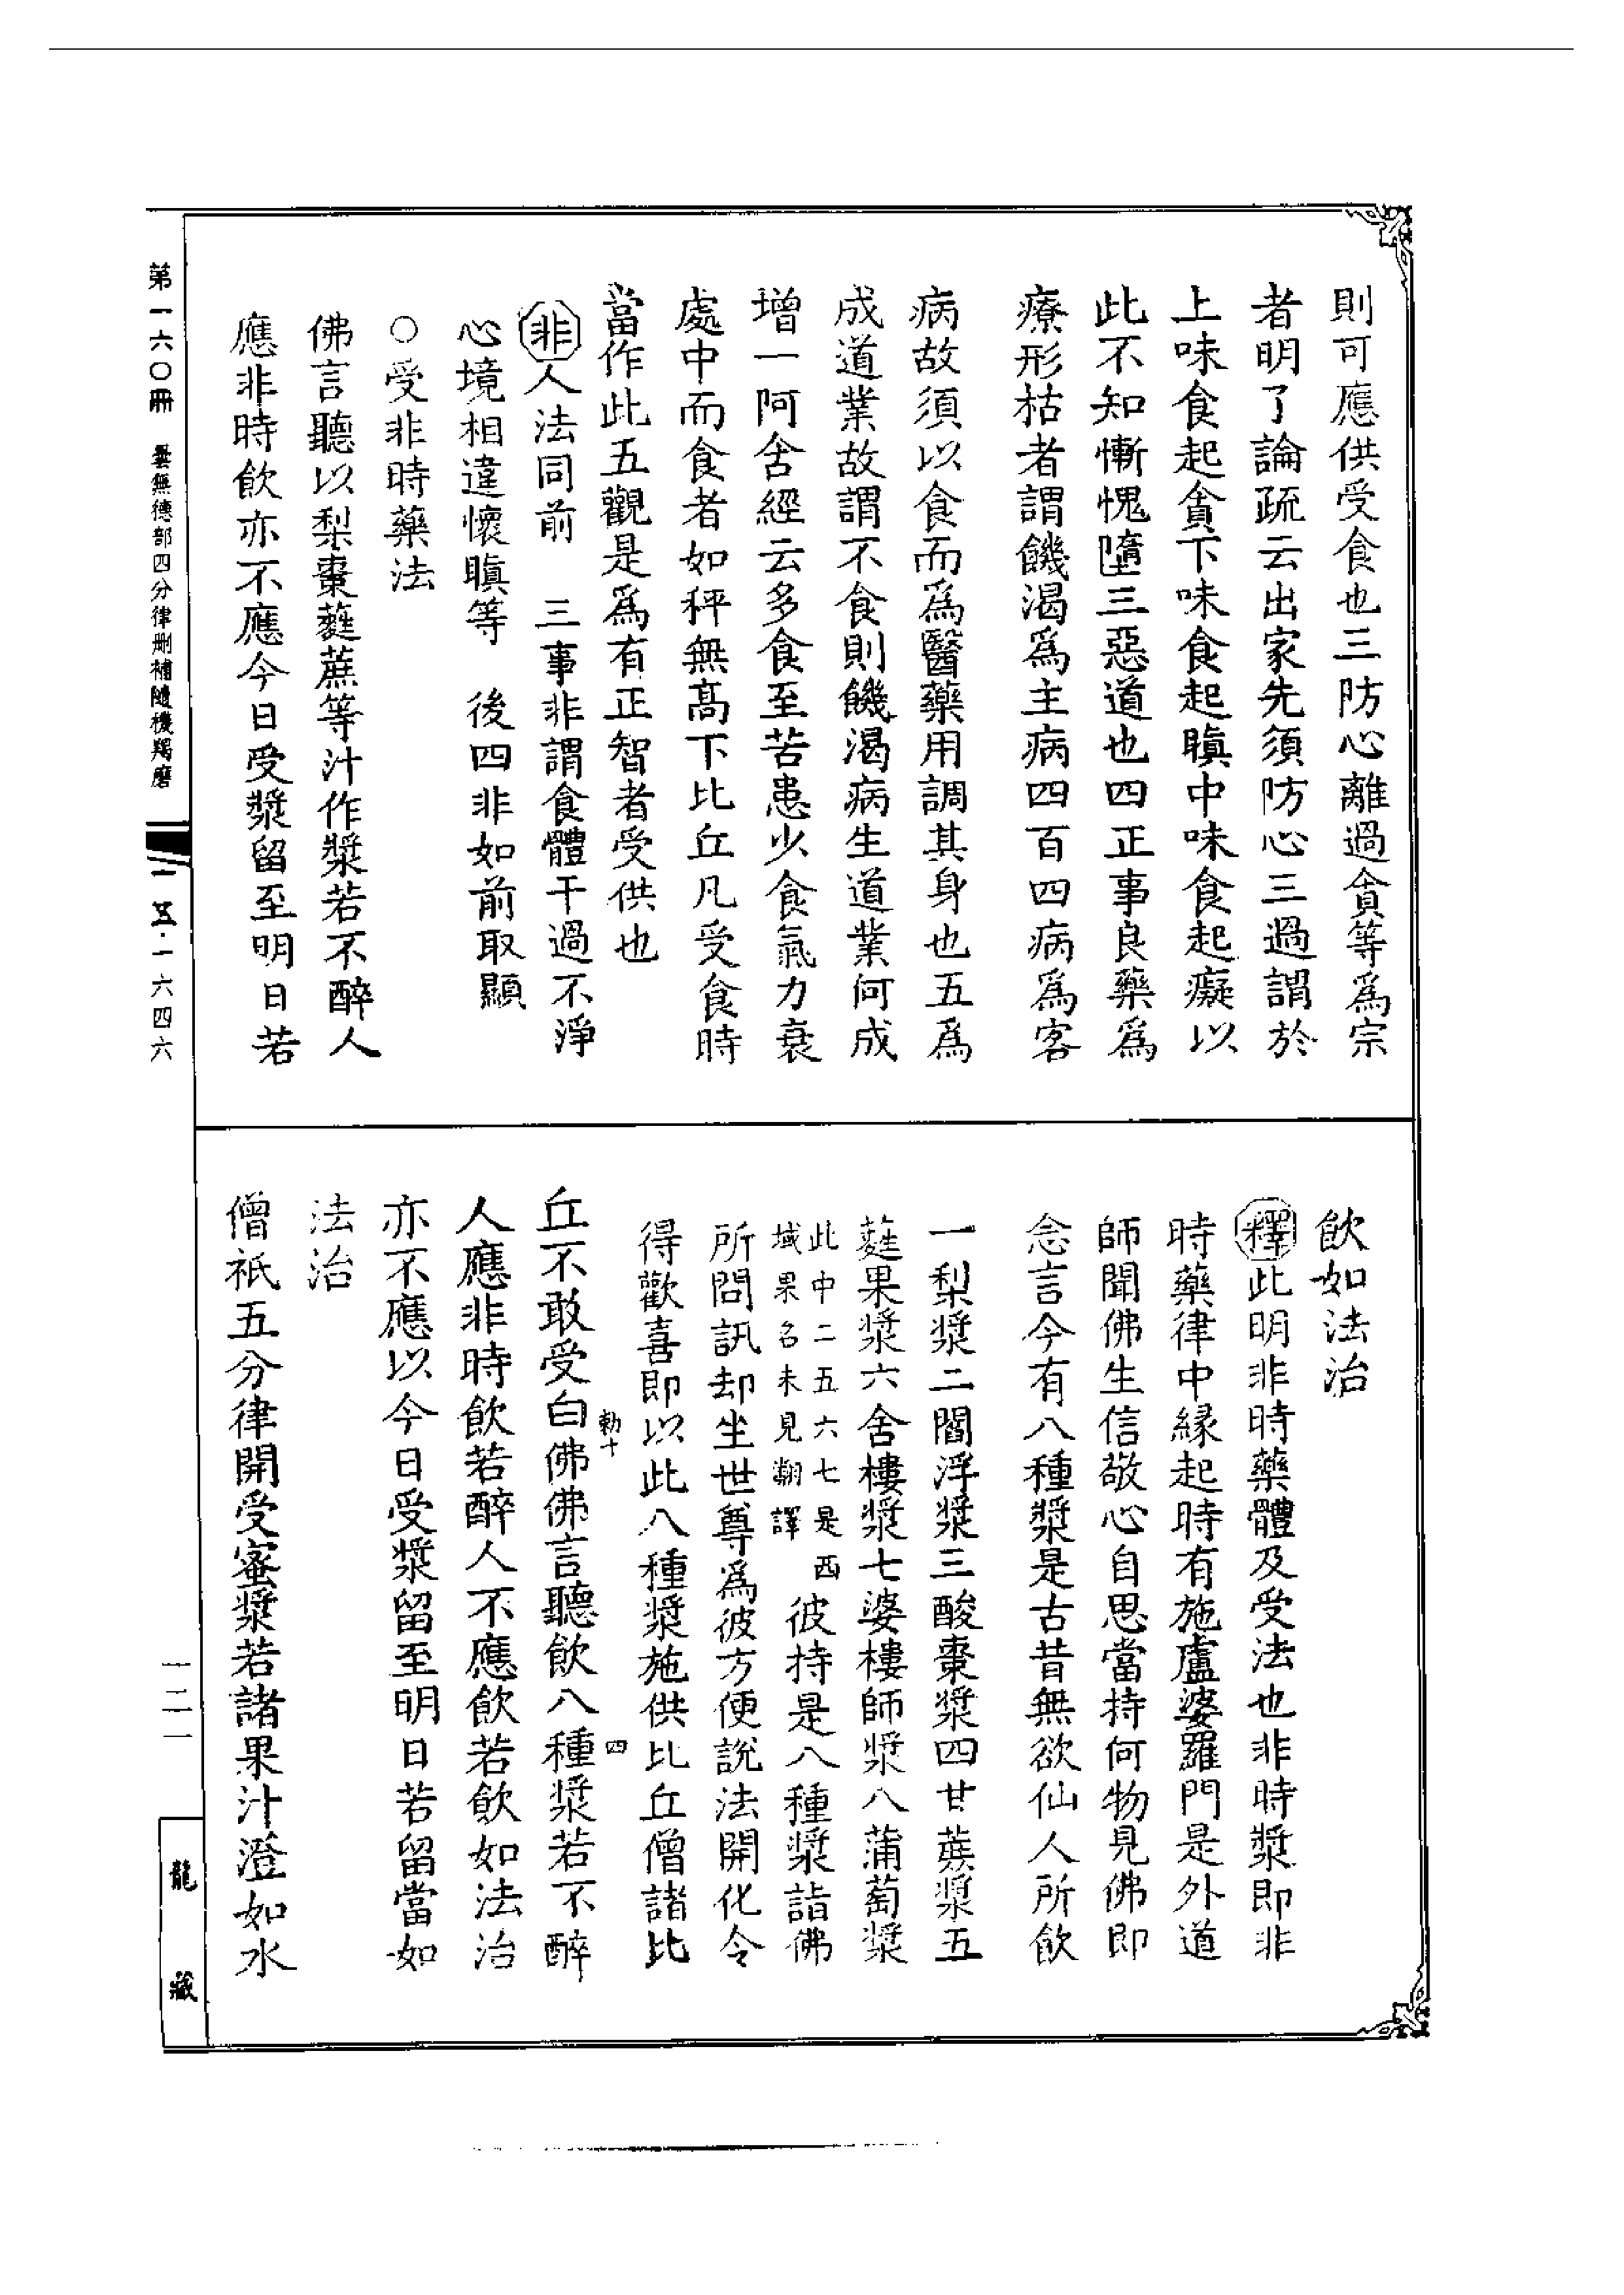 則可應供受食也三防心離過貪等爲宗
者明了論疏云出家先須防心三過謂於
上味食起貪下味食起瞋中味食起癡以
此不知慚愧墮三惡道也四正事良藥爲
療形枯者謂饑渴爲主病四百四病爲客
病故須以食而爲醫藥用調其身也五爲
成道業故謂不食則饑渴病生道業何成
增一阿含經云多食至苦患少食氣力衰
處中而食者如秤無高下比丘凡受食時
當作此五觀是爲有正智者受供也
非人法同前　三事非謂食體干過不淨
心境相違懷瞋等　後四非如前取顯
○受非時藥法
佛言聽以梨棗蕤蔗等汁作漿若不醉人
應非時飲亦不應今日受漿留至明日若
飲如法治
釋此明非時藥體及受法也非時漿即非
時藥律中緣起時有施盧婆羅門是外道
師聞佛生信敬心自思當持何物見佛即
念言今有八種漿是古昔無欲仙人所飲
一梨漿二閻浮漿三酸棗漿四甘蔗漿五
蕤果漿六舍樓漿七婆樓師漿八蒲萄漿
此中二五六七是西
域果名未見翻譯
彼持是八種漿詣佛
所問訊却坐世尊爲彼方便說法開化令
得歡喜即以此八種漿施供比丘僧諸比
勒十
四
丘不敢受白佛佛言聽飲八種漿若不醉
人應非時飲若醉人不應飲若飲如法治
亦不應以今日受漿留至明日若留當如
法治
僧祇五分律開受蜜漿若諸果汁澄如水
第一六〇冊　曇無德部四分律刪補隨機羯磨
一五·一六四六
一二一
龍藏